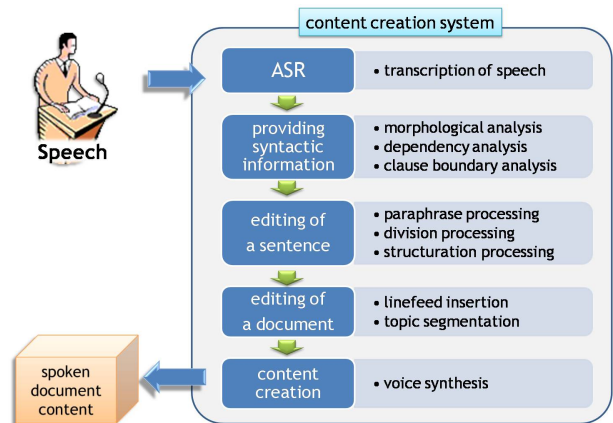 content creation system
ASR
• transcription of speech
Speech
providing
syntactic
information
• morphological analysis
• dependency analysis
• clause boundary analysis
editing of
a sentence
• paraphrase processing
• division processing
• structuration processing
editing of
a document
• linefeed insertion
• topic segmentation
content
creation
• voice synthesis
spoken
document
content